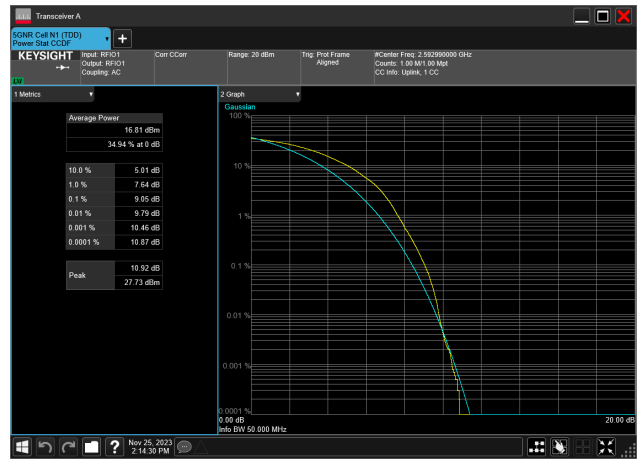 Transceiver A
5GNR Cell N1 (TDD)
Power Stat CCDF
KEYSIGHT
Input: RFIO1
Output: RFIO1
Coupling: AC
Corr CCorr
Range: 20 dBm
Trig: Prot Frame
Aligned
#Center Freq: 2.592990000 GHz
Counts: 1.00 M/1.00 Mpt
CC Info: Uplink, 1 CC
1 Metrics
Average Power
16.81 dBm
34.94 % at 0 dB
10.0 % 5.01 dB
1.0 % 7.64 dB
0.1 % 9.05 dB
0.01 % 9.79 dB
0.001 % 10.46 dB
0.0001 % 10.87 dB
Peak
10.92 dB
27.73 dBm
2 Graph
Gaussian
100 %
10 %
1 %
0.1 %
0.01 %
0.001 %
0.0001 %
0.00 dB
20.00 dB
Info BW 50.000 MHz
Nov 25, 2023
2:14:30 PM